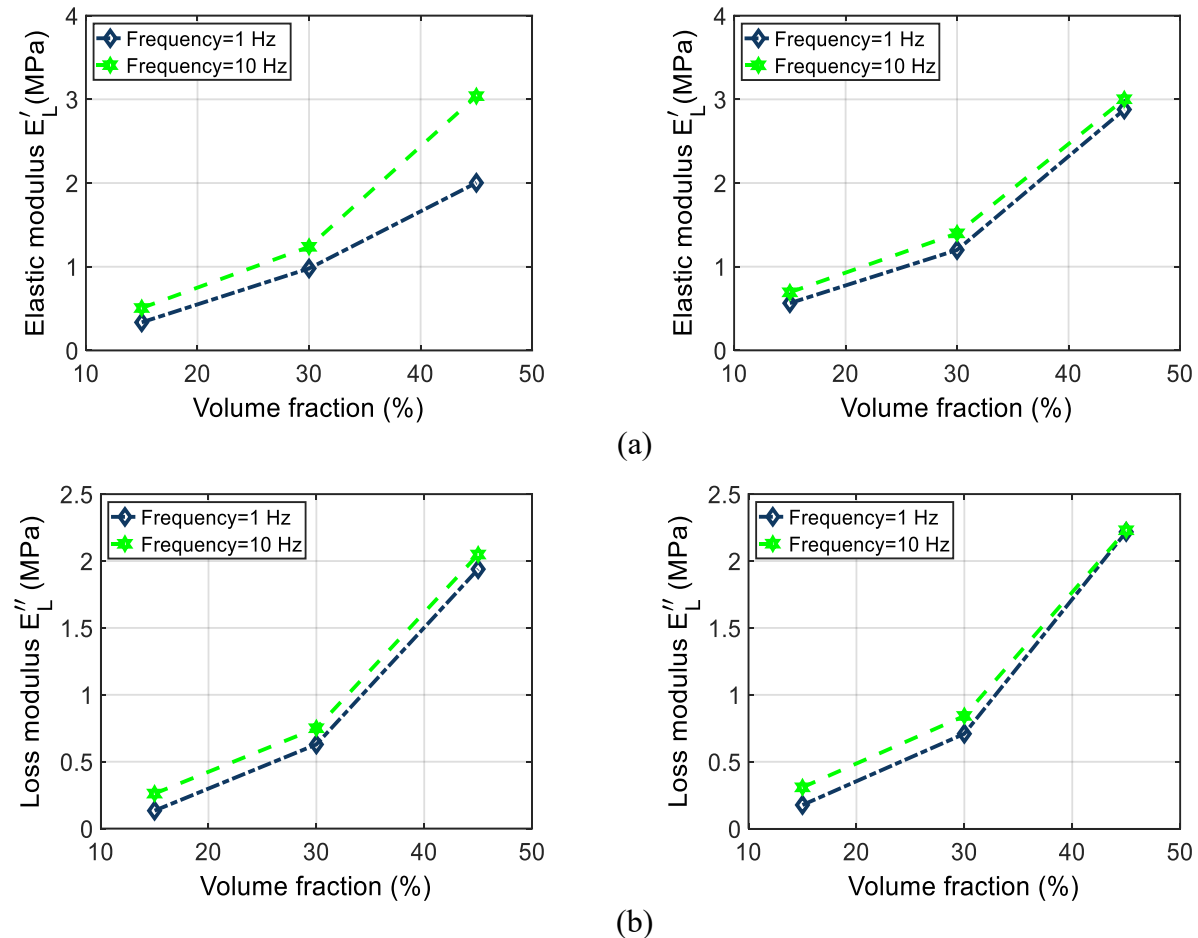 Elastic modulus E′L (MPa)
4
3
2
1
0
Frequency=1 Hz
Frequency=10 Hz
10 20 30 40 50
Volume fraction (%)
Elastic modulus E′L (MPa)
4
3
2
1
0
Frequency=1 Hz
Frequency=10 Hz
10 20 30 40 50
Volume fraction (%)
(a)
Loss modulus E″L (MPa)
2.5
2
1.5
1
0.5
0
Frequency=1 Hz
Frequency=10 Hz
10 20 30 40 50
Volume fraction (%)
Loss modulus E″L (MPa)
2.5
2
1.5
1
0.5
0
Frequency=1 Hz
Frequency=10 Hz
10 20 30 40 50
Volume fraction (%)
(b)